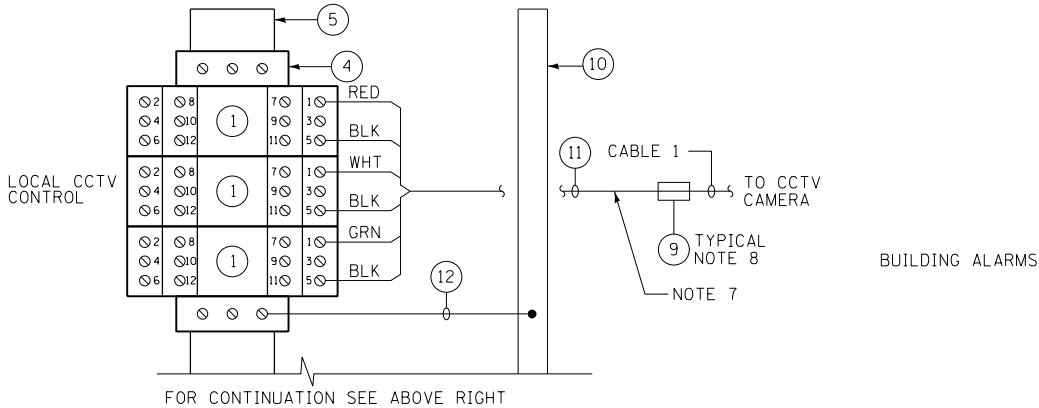 5
4
2 8 7 1 RED
4 10 1 9 3
6 12 11 5 BLK
2 8 7 1 WHT
LOCAL CCTV
CONTROL
4 10 1 9 3
6 12 11 5 BLK
2 8 7 1 GRN
4 10 1 9 3
6 12 11 5 BLK
12
10
11
CABLE 1
TO CCTV
CAMERA
9 TYPICAL
NOTE 8
NOTE 7
BUILDING ALARMS
FOR CONTINUATION SEE ABOVE RIGHT